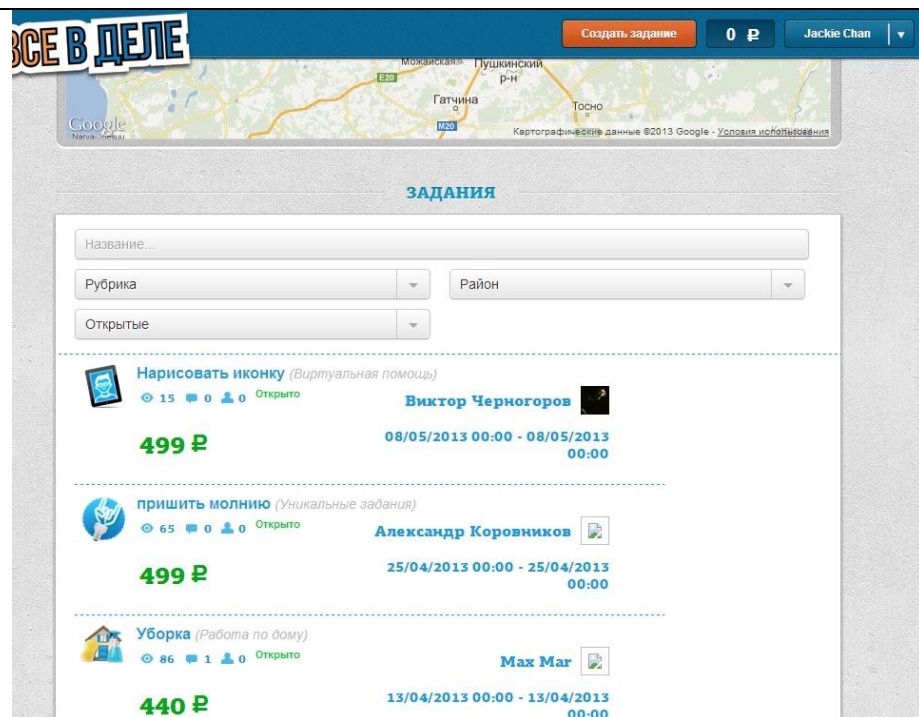 ВСЕ В ДЕЛЕ
Создать задание
0 ₽
Jackie Chan
Можайская
Пушкинский
р-н
E20
Гатчина
Тосно
Google
M20
Картографические данные ©2013 Google - Условия использования
ЗАДАНИЯ
Название...
Рубрика
Район
Открытые
Нарисовать иконку (Виртуальная помощь)
15 0 0 Открыто
Виктор Черногоров
499 ₽
08/05/2013 00:00 - 08/05/2013
00:00
пришить молнию (Уникальные задания)
65 0 0 Открыто
Александр Коровников
499 ₽
25/04/2013 00:00 - 25/04/2013
00:00
Уборка (Работа по дому)
86 1 0 Открыто
Max Mar
440 ₽
13/04/2013 00:00 - 13/04/2013
00:00